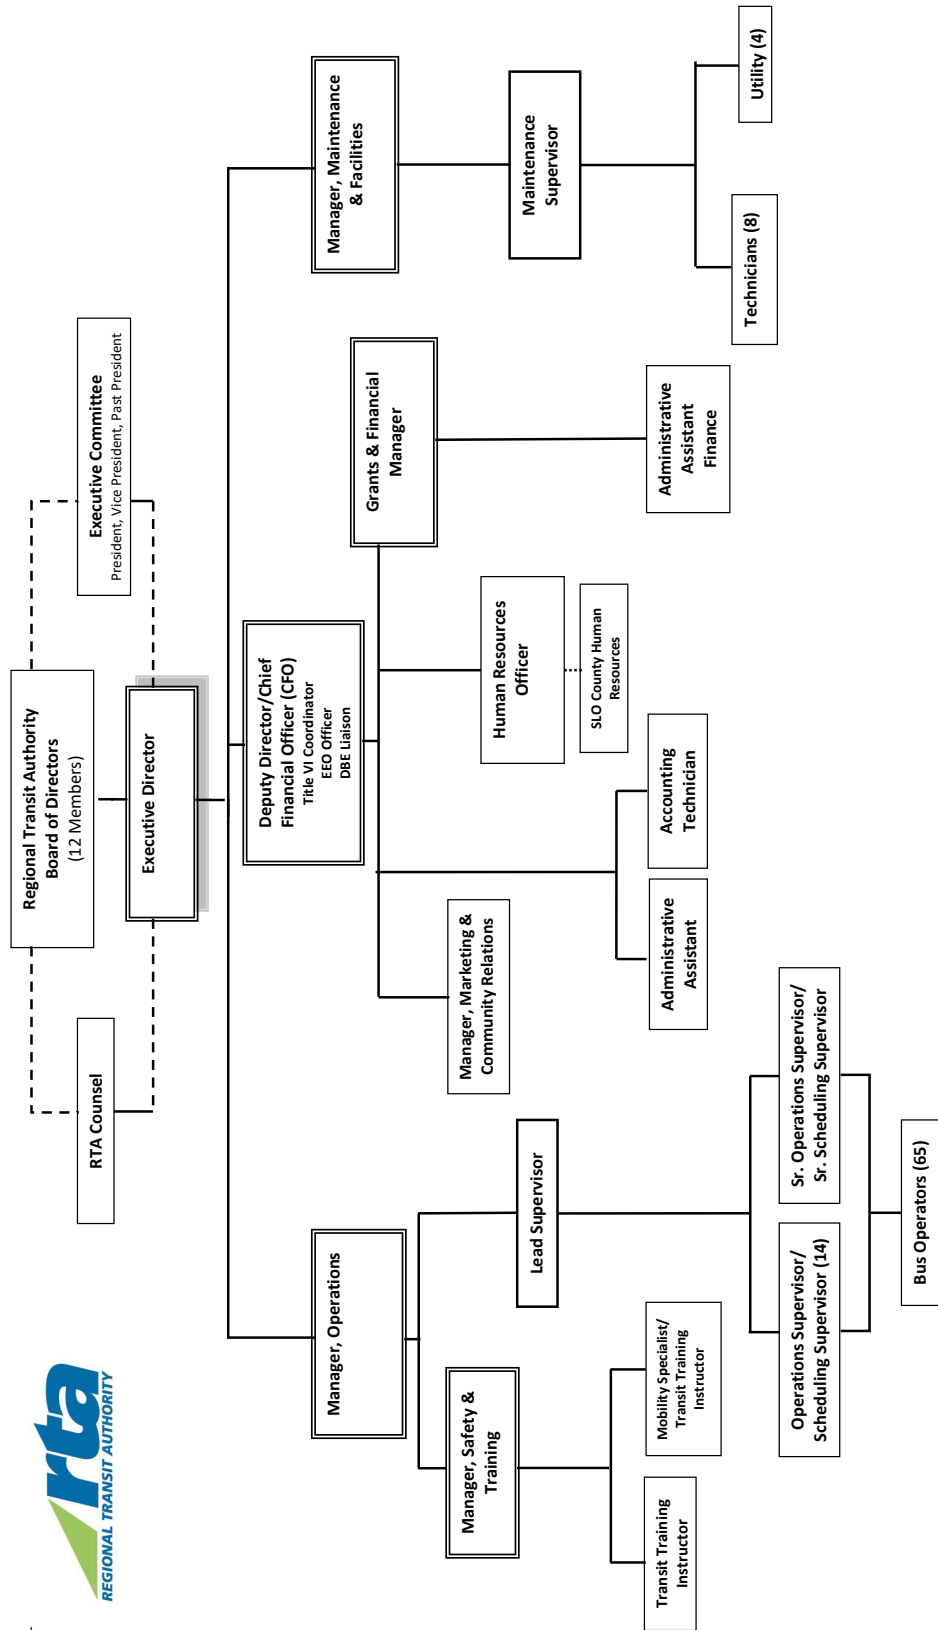 rta
REGIONAL TRANSIT AUTHORITY
Regional Transit Authority
Board of Directors
(12 Members)
RTA Counsel
Executive Committee
President, Vice President, Past President
Executive Director
Manager, Operations
Deputy Director/Chief
Financial Officer (CFO)
Title VI Coordinator
EEO Officer
DBE Liaison
Manager, Maintenance
& Facilities
Manager, Safety &
Training
Lead Supervisor
Manager, Marketing &
Community Relations
Human Resources
Officer
SLO County Human
Resources
Grants & Financial
Manager
Maintenance
Supervisor
Transit Training
Instructor
Mobility Specialist/
Transit Training
Instructor
Administrative
Assistant
Accounting
Technician
Administrative
Assistant
Finance
Technicians (8)
Utility (4)
Operations Supervisor/
Scheduling Supervisor (14)
Sr. Operations Supervisor/
Sr. Scheduling Supervisor
Bus Operators (65)